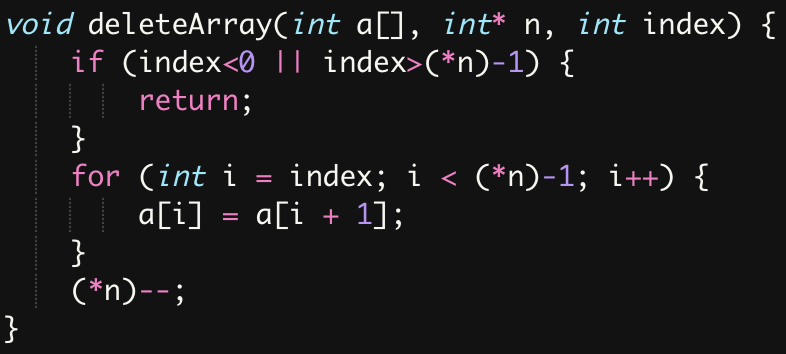 void deleteArray(int a[], int* n, int index) {
    if (index<0 || index>(*n)-1) {
        return;
    }
    for (int i = index; i < (*n)-1; i++) {
        a[i] = a[i + 1];
    }
    (*n)--;
}